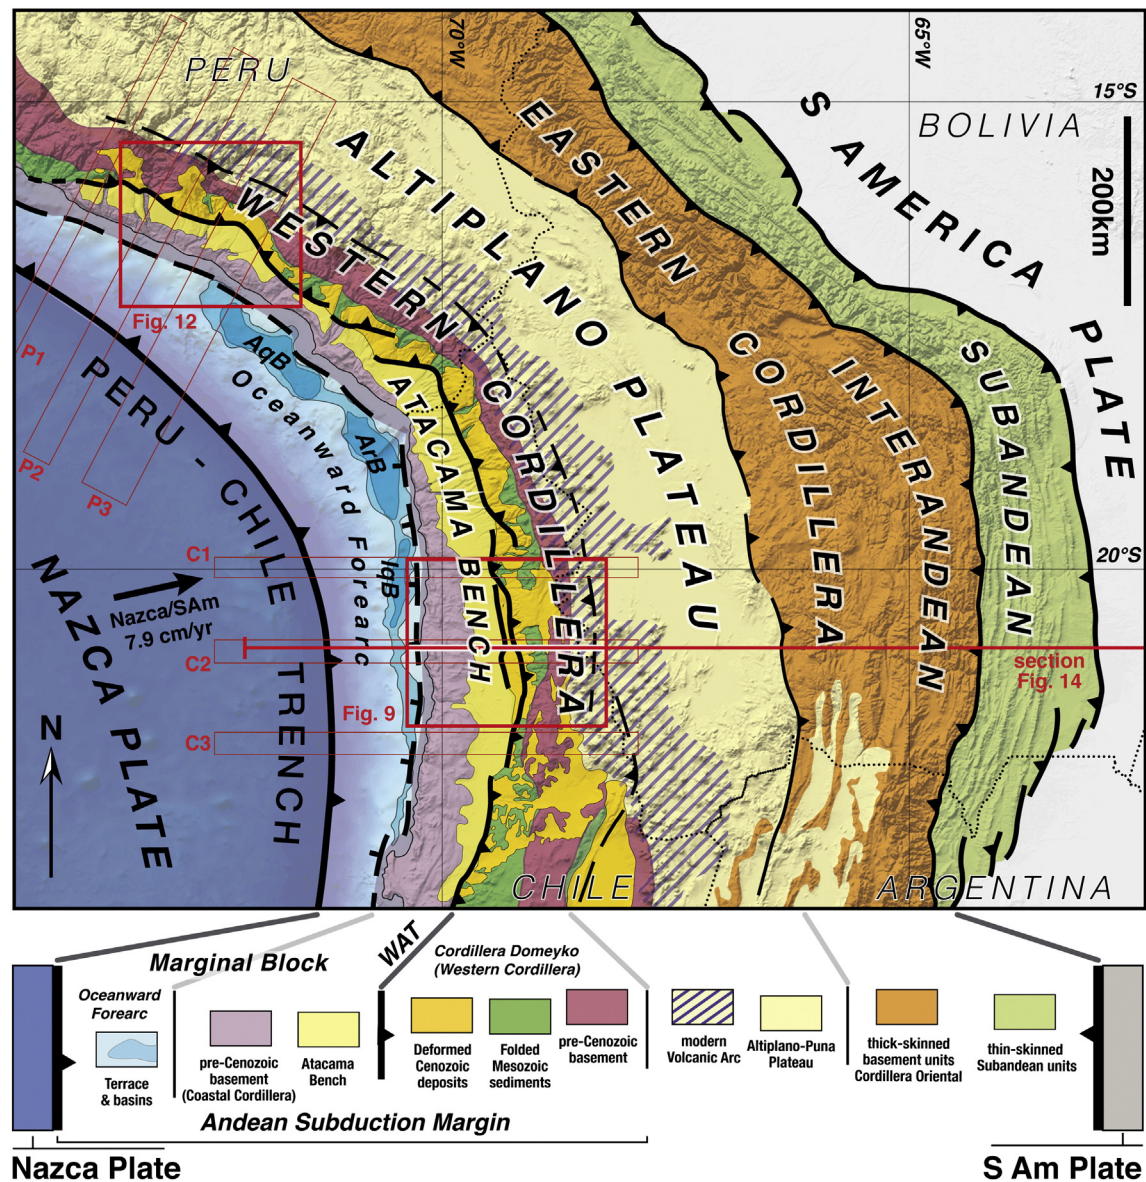 70°W
65°W
PERU
15°S
BOLIVIA
S AMERICA PLATE
200km
EASTERN CORDILLERA
ALTIPLANO PLATEAU
WESTERN CORDILLERA
INTERANDEAN
SUBANDEAN
Fig. 12
AqB
Oceanward Forearc
ArB
ATACAMA BENCH
P1
P2
P3
PERU - CHILE TRENCH
C1
IqB
20°S
NAZCA PLATE
Nazca/SAm
7.9 cm/yr
C2
section
Fig. 14
Fig. 9
N
C3
CHILE
ARGENTINA
WAT
Marginal Block
Cordillera Domeyko
(Western Cordillera)
Oceanward
Forearc
Terrace
& basins
pre-Cenozoic
basement
(Coastal Cordillera)
Atacama
Bench
Deformed
Cenozoic
deposits
Folded
Mesozoic
sediments
pre-Cenozoic
basement
modern
Volcanic Arc
Altiplano-Puna
Plateau
thick-skinned
basement units
Cordillera Oriental
thin-skinned
Subandean units
Andean Subduction Margin
Nazca Plate
S Am Plate